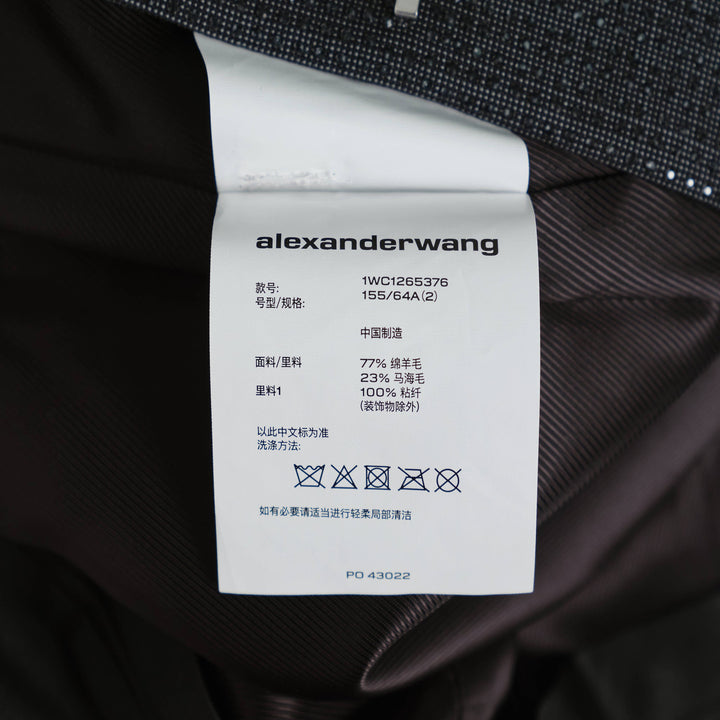 alexanderwang
款号: 1WC1265376
号型/规格: 155/64A(2)
中国制造
面料/里料 77% 绵羊毛
23% 马海毛
里料1 100% 粘纤
(装饰物除外)
以此中文标为准
洗涤方法:
如有必要请适当进行轻柔局部清洁
PO 43022